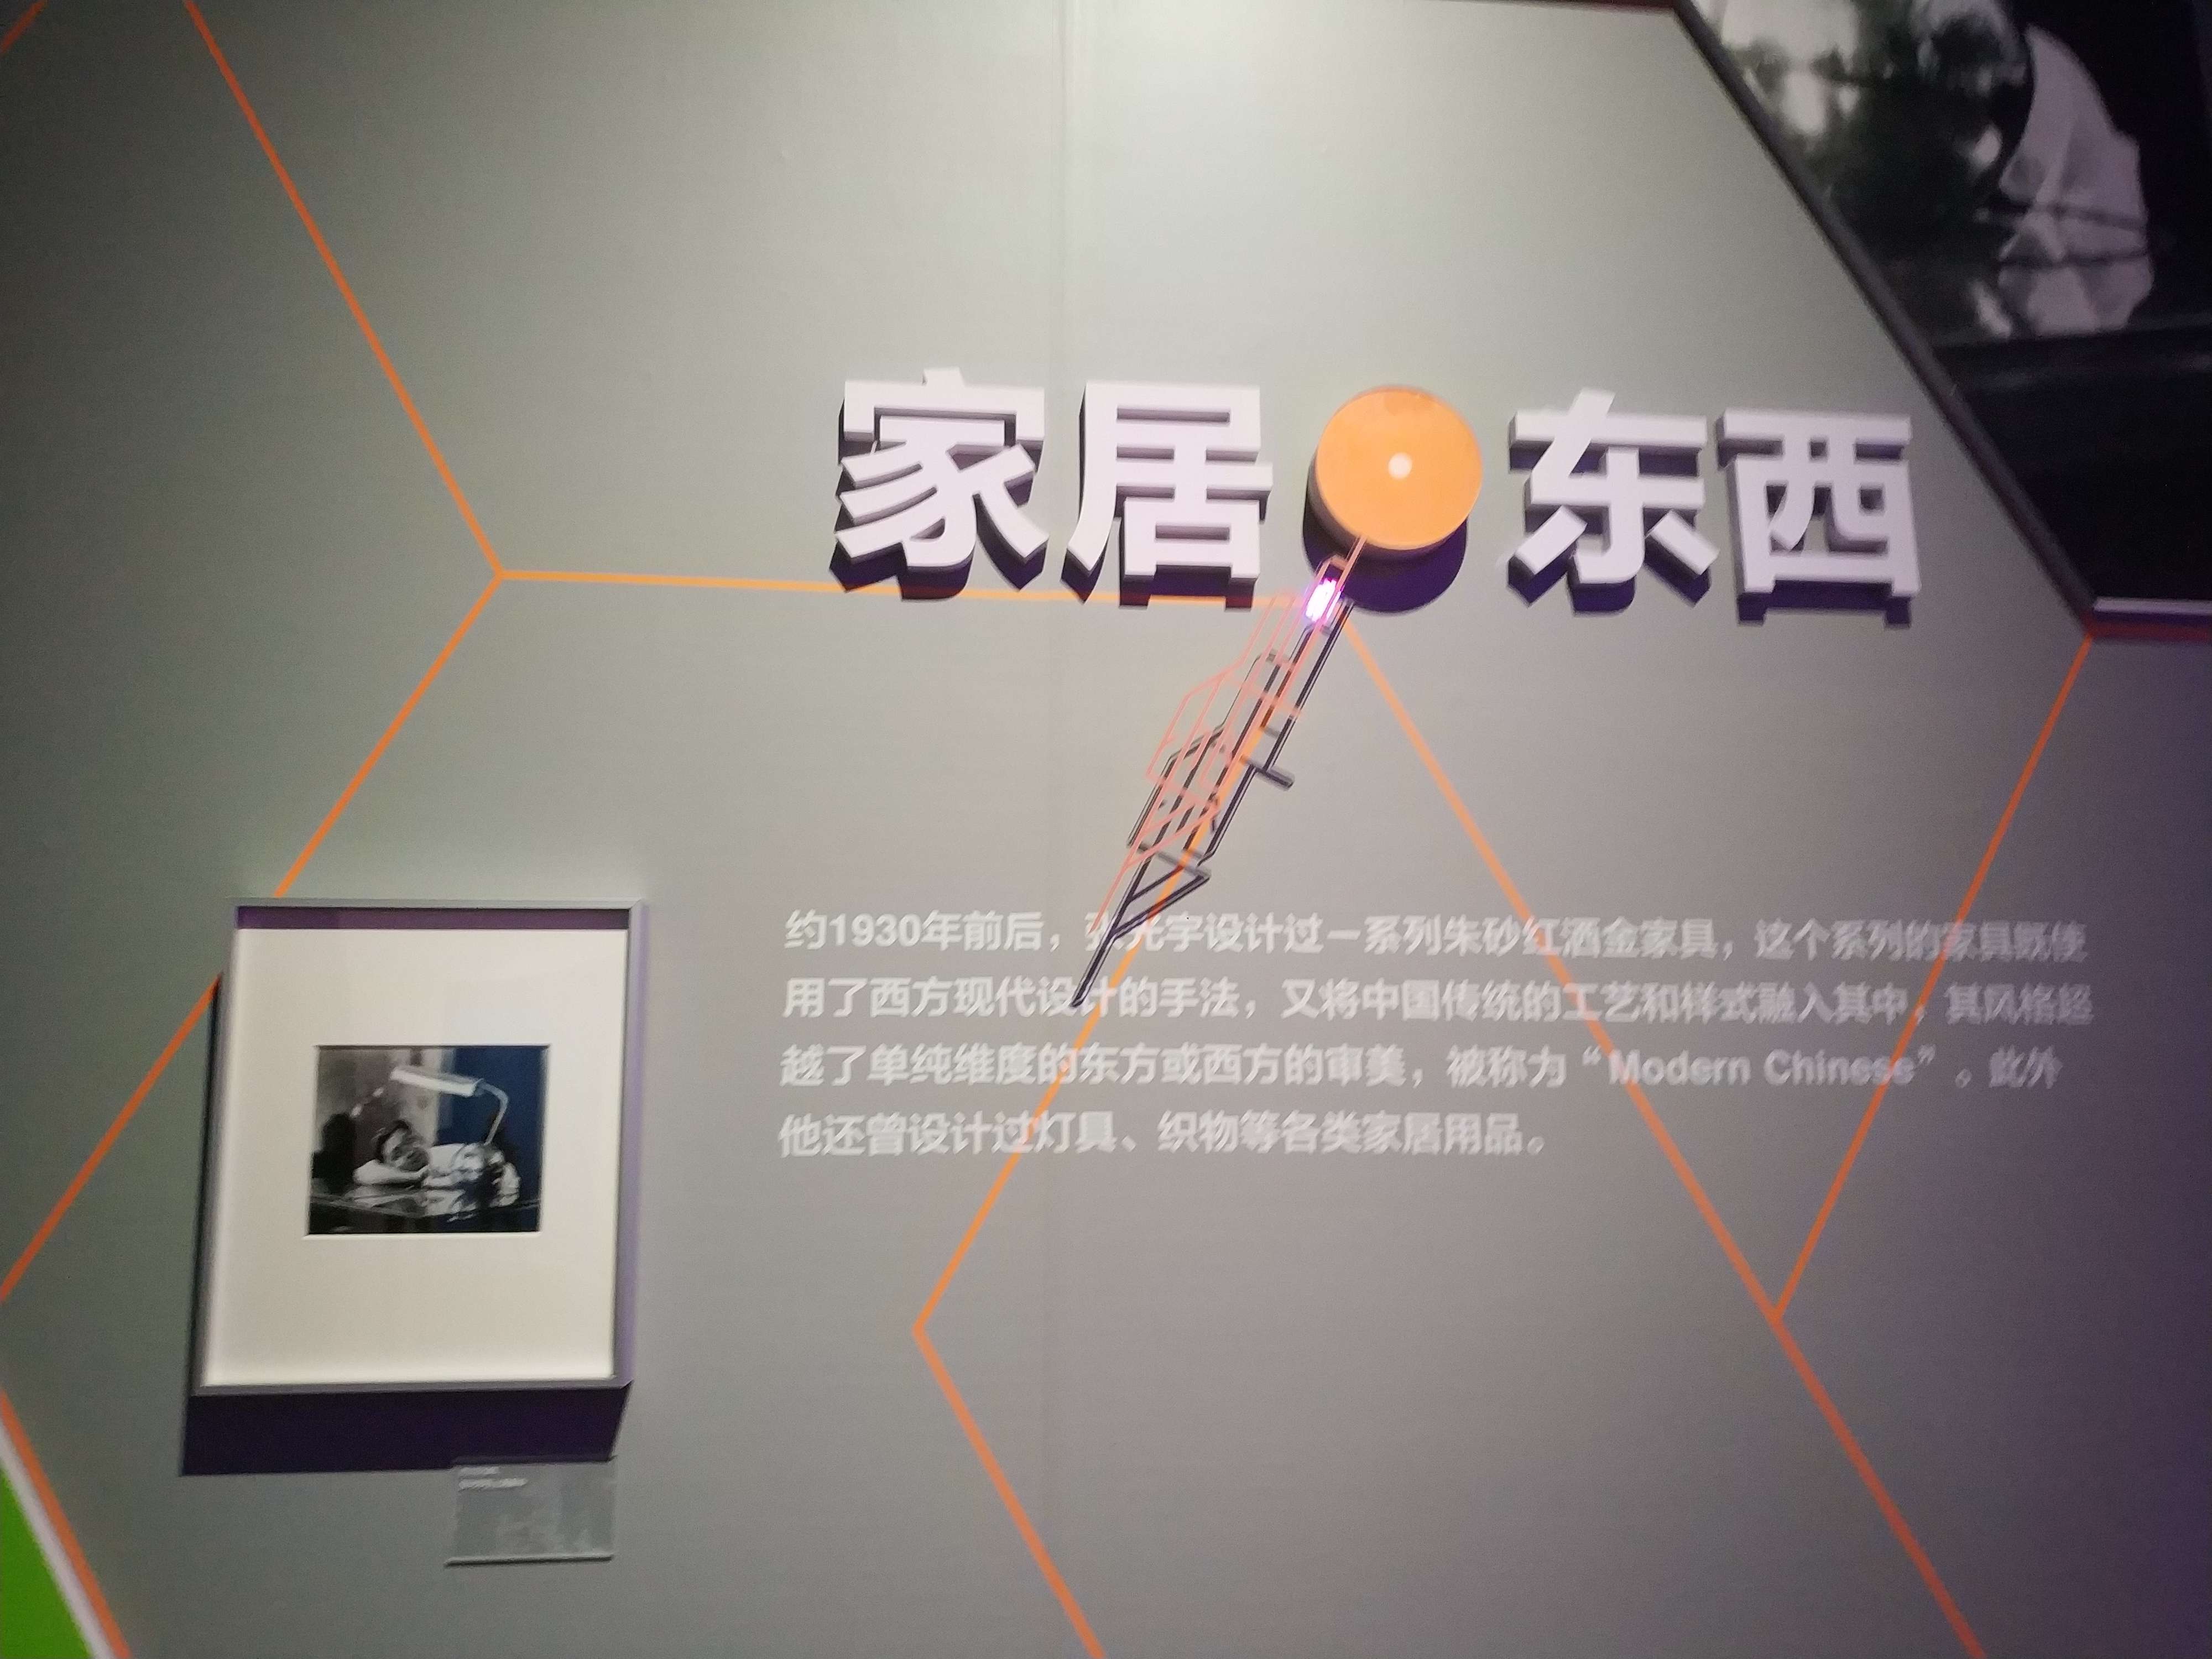 家居 东西
约1930年前后，张光宇设计过一系列朱砂红洒金家具，这个系列的家具既使
用了西方现代设计的手法，又将中国传统的工艺和样式融入其中，其风格超
越了单纯维度的东方或西方的审美，被称为“Modern Chinese”。此外
他还曾设计过灯具、织物等各类家居用品。